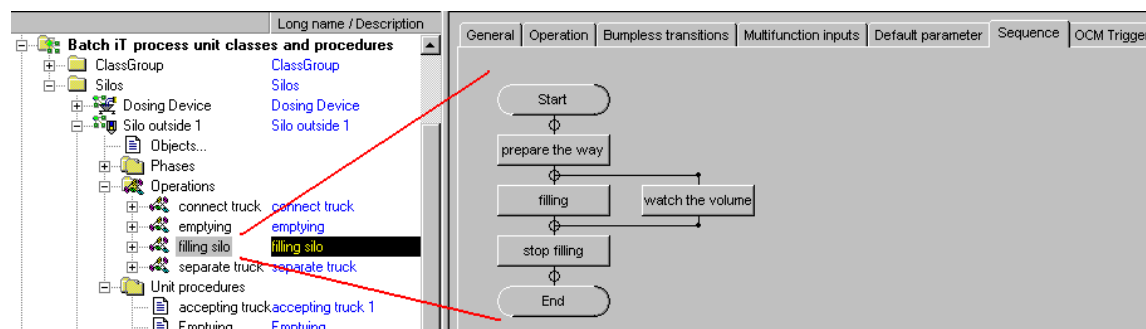 Long name / Description
Batch iT process unit classes and procedures
ClassGroup ClassGroup
Silos Silos
Dosing Device Dosing Device
Silo outside 1 Silo outside 1
Objects...
Phases
Operations
connect truck connect truck
emptying emptying
filling silo filling silo
separate truck separate truck
Unit procedures
accepting truck accepting truck 1
Emptying Emptying
General Operation Bumpless transitions Multifunction inputs Default parameter Sequence OCM Trigger
Start
prepare the way
filling watch the volume
stop filling
End